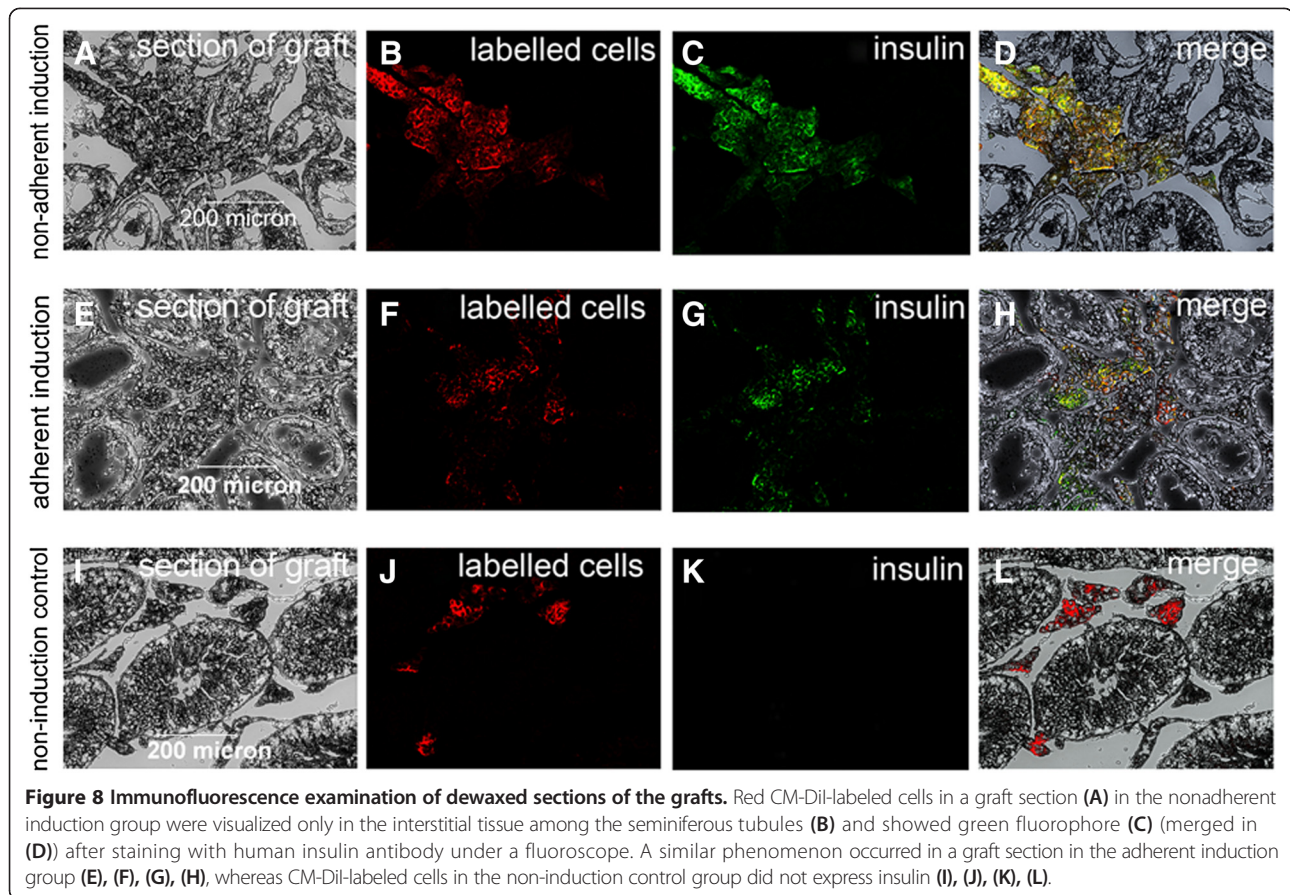 non-adherent induction
A section of graft
B labelled cells
C insulin
D merge
200 micron
adherent induction
E section of graft
F labelled cells
G insulin
H merge
200 micron
non-induction control
I section of graft
J labelled cells
K insulin
L merge
200 micron
Figure 8 Immunofluorescence examination of dewaxed sections of the grafts. Red CM-DiI-labeled cells in a graft section (A) in the nonadherent
induction group were visualized only in the interstitial tissue among the seminiferous tubules (B) and showed green fluorophore (C) (merged in
(D)) after staining with human insulin antibody under a fluoroscope. A similar phenomenon occurred in a graft section in the adherent induction
group (E), (F), (G), (H), whereas CM-DiI-labeled cells in the non-induction control group did not express insulin (I), (J), (K), (L).